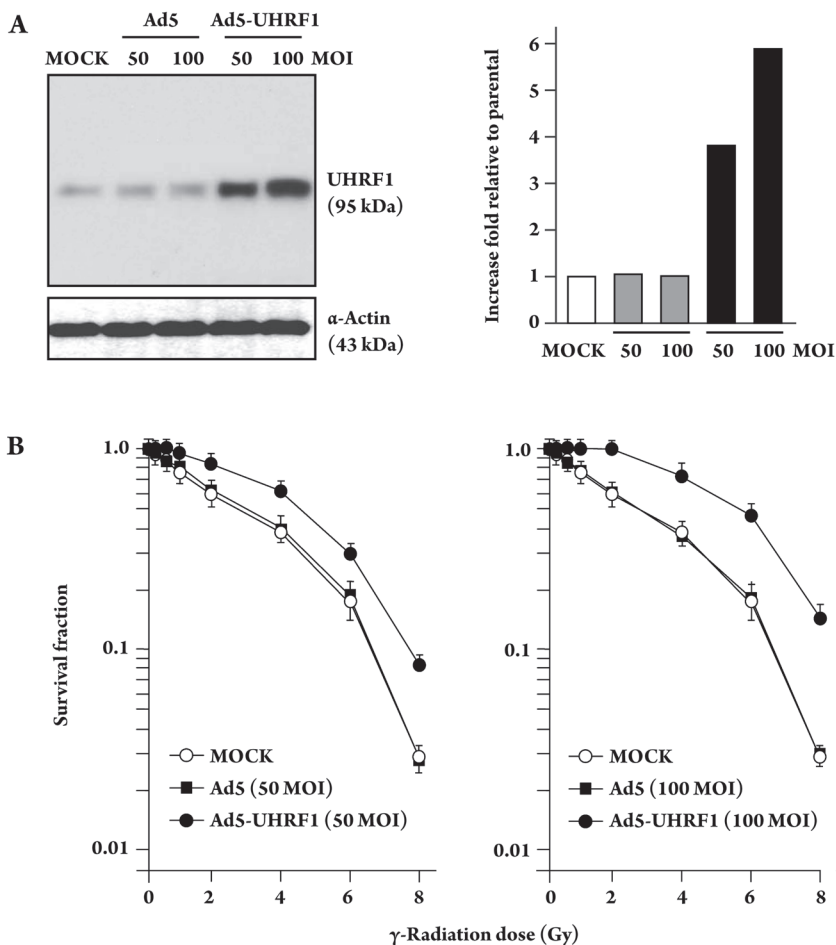 A
Ad5 Ad5-UHRF1
MOCK 50 100 50 100 MOI
UHRF1
(95 kDa)
α-Actin
(43 kDa)
Increase fold relative to parental
6
5
4
3
2
1
0
MOCK 50 100 50 100 MOI
B
Survival fraction
1.0
0.1
0.01
MOCK
Ad5 (50 MOI)
Ad5-UHRF1 (50 MOI)
0 2 4 6 8
1.0
0.1
0.01
MOCK
Ad5 (100 MOI)
Ad5-UHRF1 (100 MOI)
0 2 4 6 8
γ-Radiation dose (Gy)